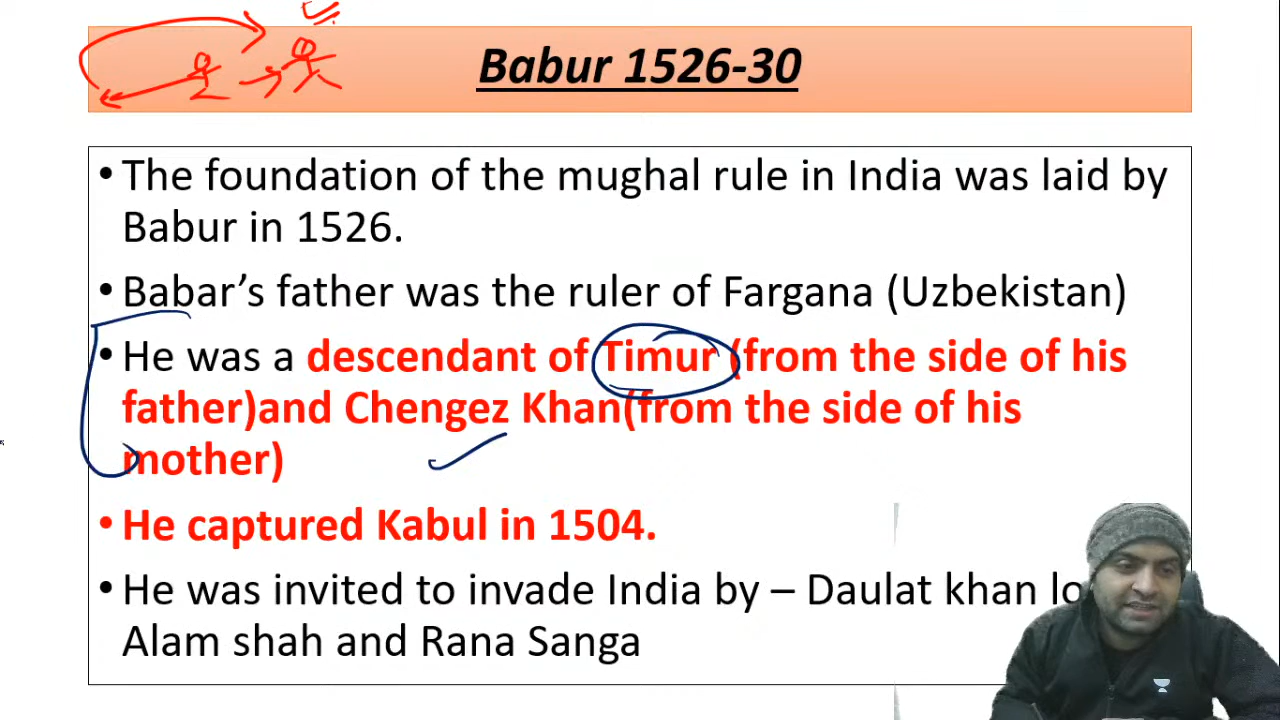 Babur 1526-30
• The foundation of the mughal rule in India was laid by
Babur in 1526.
• Babar’s father was the ruler of Fargana (Uzbekistan)
• He was a descendant of Timur (from the side of his
father)and Chengez Khan(from the side of his
mother)
• He captured Kabul in 1504.
• He was invited to invade India by – Daulat khan
Alam shah and Rana Sanga